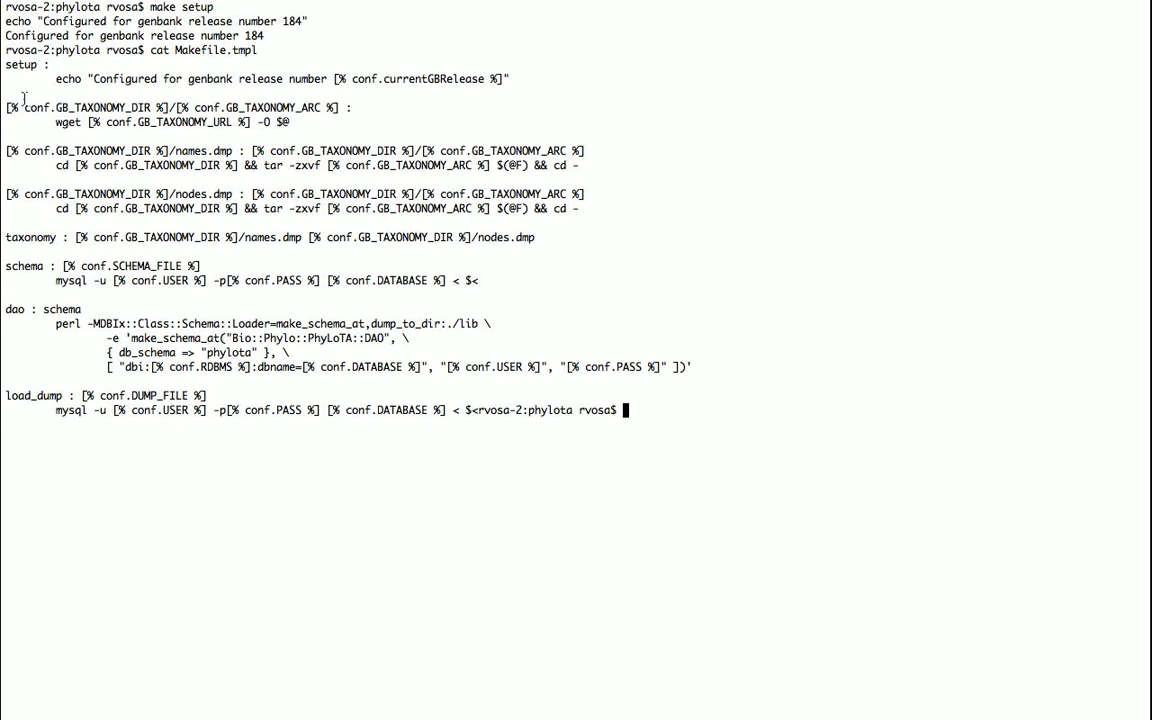 rvosa-2:phylota rvosa$ make setup
echo "Configured for genbank release number 184"
Configured for genbank release number 184
rvosa-2:phylota rvosa$ cat Makefile.tmpl
setup :
        echo "Configured for genbank release number [% conf.currentGBRelease %]"

[% conf.GB_TAXONOMY_DIR %]/[% conf.GB_TAXONOMY_ARC %] :
        wget [% conf.GB_TAXONOMY_URL %] -O $@

[% conf.GB_TAXONOMY_DIR %]/names.dmp : [% conf.GB_TAXONOMY_DIR %]/[% conf.GB_TAXONOMY_ARC %]
        cd [% conf.GB_TAXONOMY_DIR %] && tar -zxvf [% conf.GB_TAXONOMY_ARC %] $(@F) && cd -

[% conf.GB_TAXONOMY_DIR %]/nodes.dmp : [% conf.GB_TAXONOMY_DIR %]/[% conf.GB_TAXONOMY_ARC %]
        cd [% conf.GB_TAXONOMY_DIR %] && tar -zxvf [% conf.GB_TAXONOMY_ARC %] $(@F) && cd -

taxonomy : [% conf.GB_TAXONOMY_DIR %]/names.dmp [% conf.GB_TAXONOMY_DIR %]/nodes.dmp

schema : [% conf.SCHEMA_FILE %]
        mysql -u [% conf.USER %] -p[% conf.PASS %] [% conf.DATABASE %] < $<

dao : schema
        perl -MDBIx::Class::Schema::Loader=make_schema_at,dump_to_dir:./lib \
                -e 'make_schema_at("Bio::Phylo::PhyLoTA::DAO", \
                { db_schema => "phylota" }, \
                [ "dbi:[% conf.RDBMS %]:dbname=[% conf.DATABASE %]", "[% conf.USER %]", "[% conf.PASS %]" ])'

load_dump : [% conf.DUMP_FILE %]
        mysql -u [% conf.USER %] -p[% conf.PASS %] [% conf.DATABASE %] < $<rvosa-2:phylota rvosa$